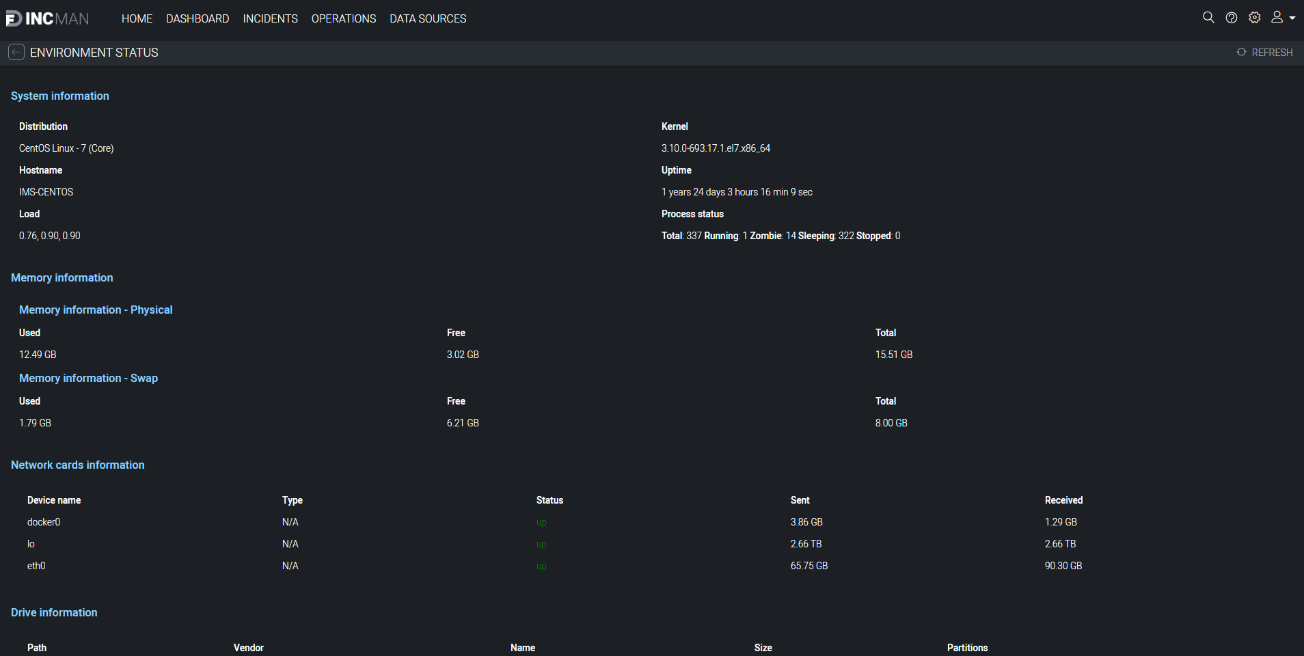 INCMAN HOME DASHBOARD INCIDENTS OPERATIONS DATA SOURCES
ENVIRONMENT STATUS REFRESH
System information
Distribution Kernel
CentOS Linux - 7 (Core) 3.10.0-693.17.1.el7.x86_64
Hostname Uptime
IMS-CENTOS 1 years 24 days 3 hours 16 min 9 sec
Load Process status
0.76, 0.90, 0.90 Total: 337 Running: 1 Zombie: 14 Sleeping: 322 Stopped: 0
Memory information
Memory information - Physical
Used Free Total
12.49 GB 3.02 GB 15.51 GB
Memory information - Swap
Used Free Total
1.79 GB 6.21 GB 8.00 GB
Network cards information
Device name Type Status Sent Received
docker0 N/A up 3.86 GB 1.29 GB
lo N/A up 2.66 TB 2.66 TB
eth0 N/A up 65.75 GB 90.30 GB
Drive information
Path Vendor Name Size Partitions